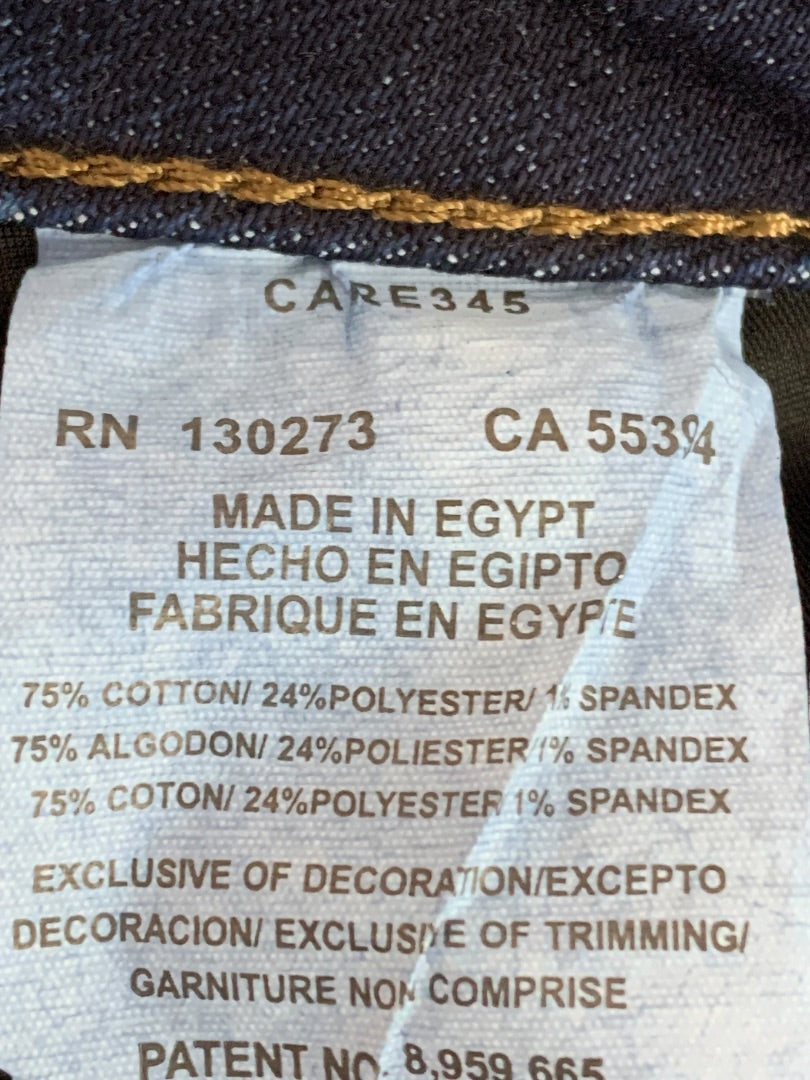 CARE345
RN 130273 CA 55394
MADE IN EGYPT
HECHO EN EGIPTO
FABRIQUE EN EGYPTE
75% COTTON/ 24%POLYESTER/ 1% SPANDEX
75% ALGODON/ 24%POLIESTER/1% SPANDEX
75% COTON/ 24%POLYESTER 1% SPANDEX
EXCLUSIVE OF DECORATION/EXCEPTO
DECORACION/ EXCLUSIVE OF TRIMMING/
GARNITURE NON COMPRISE
PATENT NO. 8,959,665